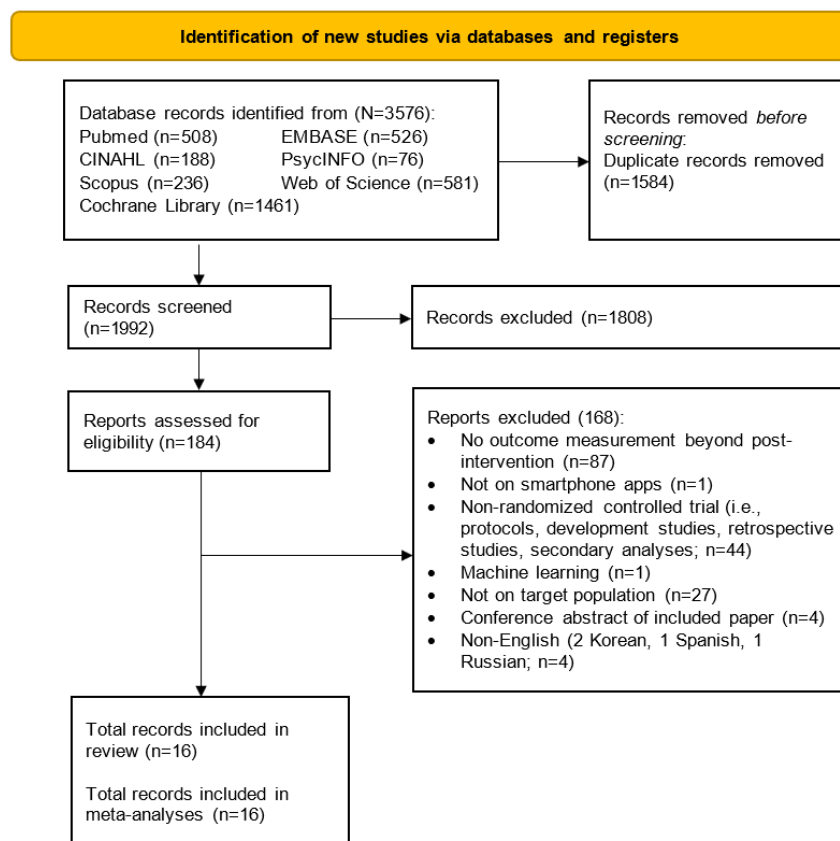 Identification of new studies via databases and registers
Database records identified from (N=3576):
Pubmed (n=508) EMBASE (n=526)
CINAHL (n=188) PsycINFO (n=76)
Scopus (n=236) Web of Science (n=581)
Cochrane Library (n=1461)
Records removed before
screening:
Duplicate records removed
(n=1584)
Records screened
(n=1992)
Records excluded (n=1808)
Reports assessed for
eligibility (n=184)
Reports excluded (168):
• No outcome measurement beyond post-
intervention (n=87)
• Not on smartphone apps (n=1)
• Non-randomized controlled trial (i.e.,
protocols, development studies, retrospective
studies, secondary analyses; n=44)
• Machine learning (n=1)
• Not on target population (n=27)
• Conference abstract of included paper (n=4)
• Non-English (2 Korean, 1 Spanish, 1
Russian; n=4)
Total records included in
review (n=16)
Total records included in
meta-analyses (n=16)